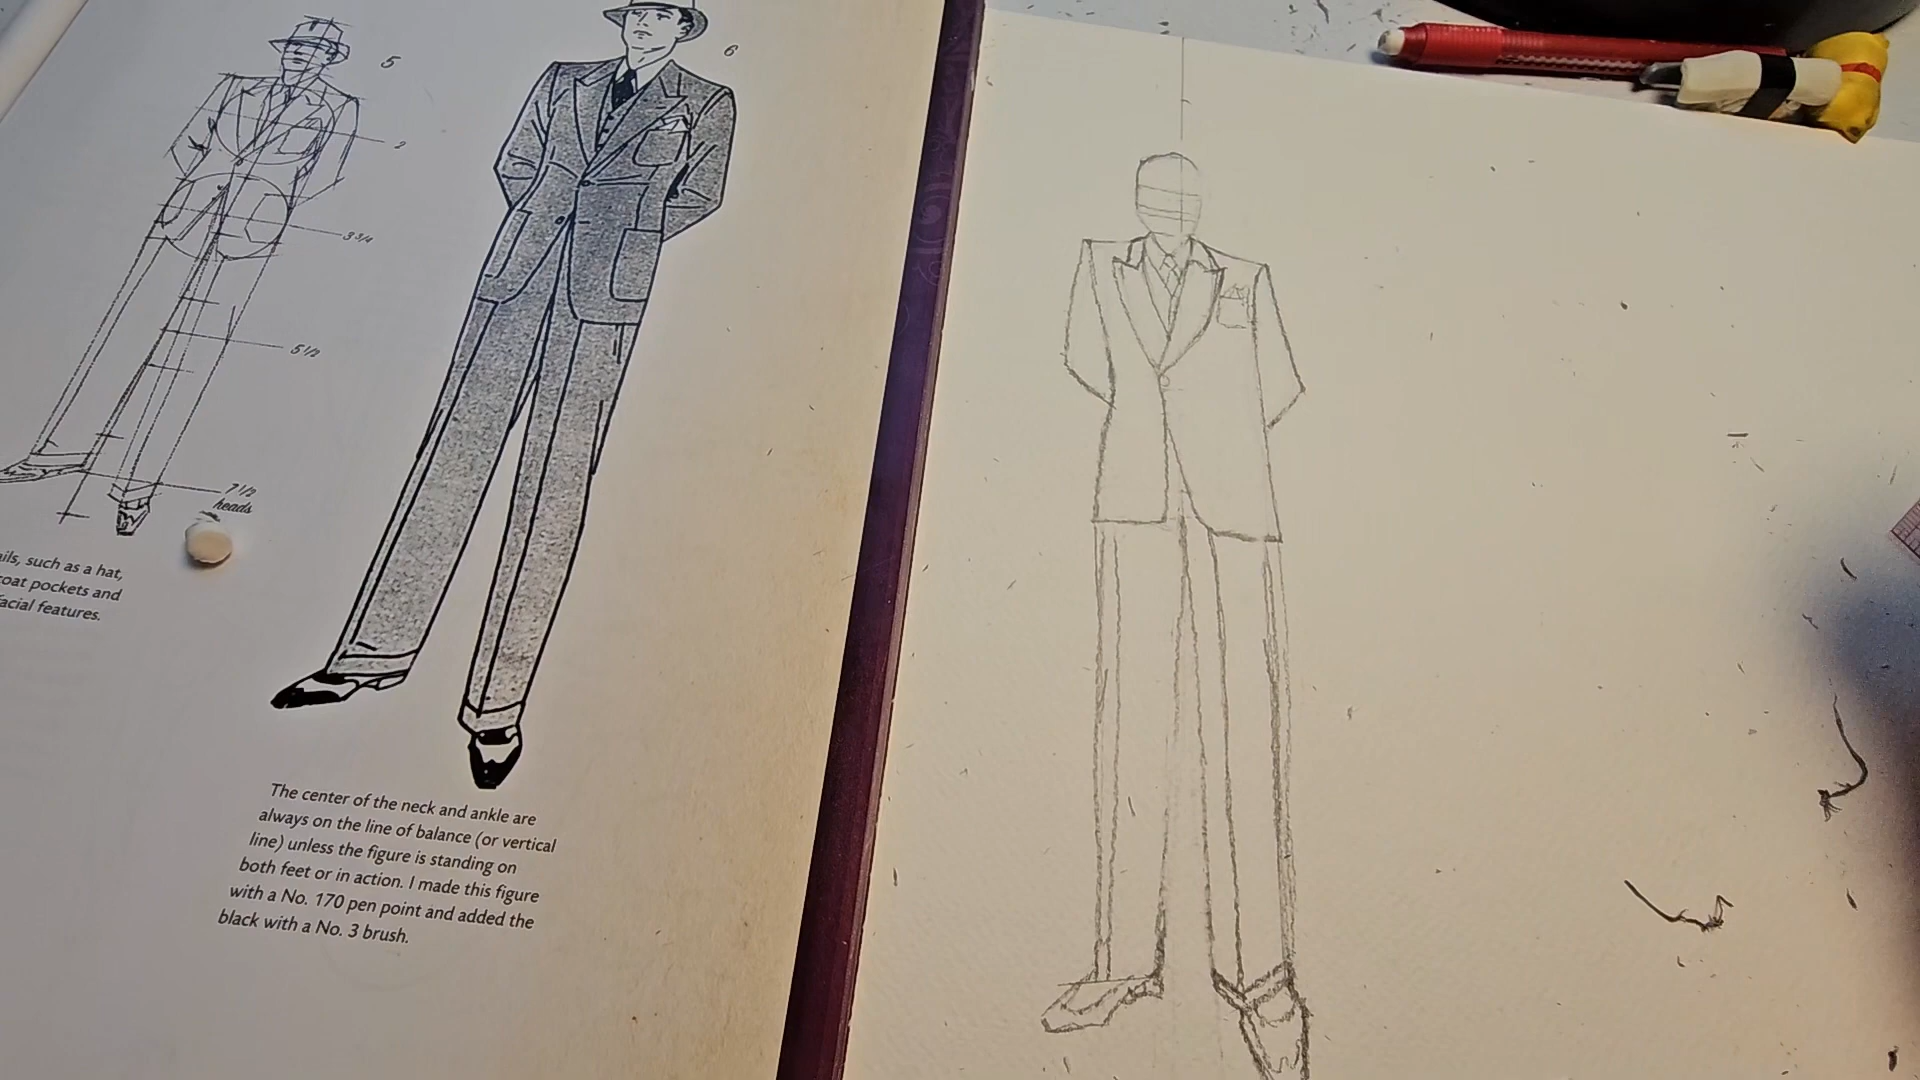 5
6
2
3 3/4
5 1/2
7 1/2
heads
ails, such as a hat,
coat pockets and
facial features.
The center of the neck and ankle are
always on the line of balance (or vertical
line) unless the figure is standing on
both feet or in action. I made this figure
with a No. 170 pen point and added the
black with a No. 3 brush.